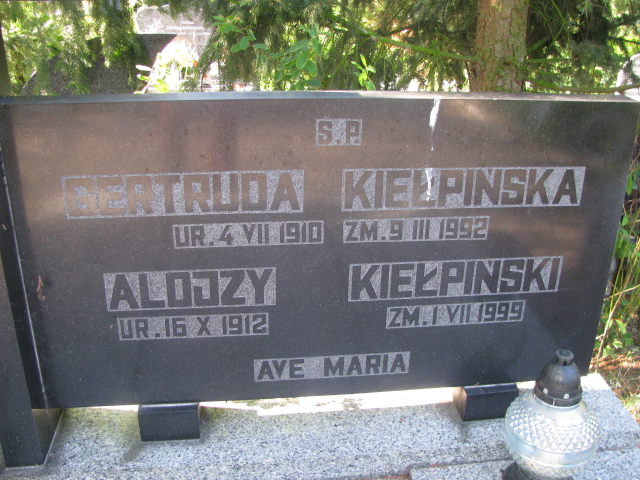 S.P.
GERTRUDA KIEŁPINSKA
UR. 4 VII 1910 ZM. 9 III 1992
ALOJZY KIEŁPINSKI
UR. 16 X 1912 ZM. 1 VII 1999
AVE MARIA